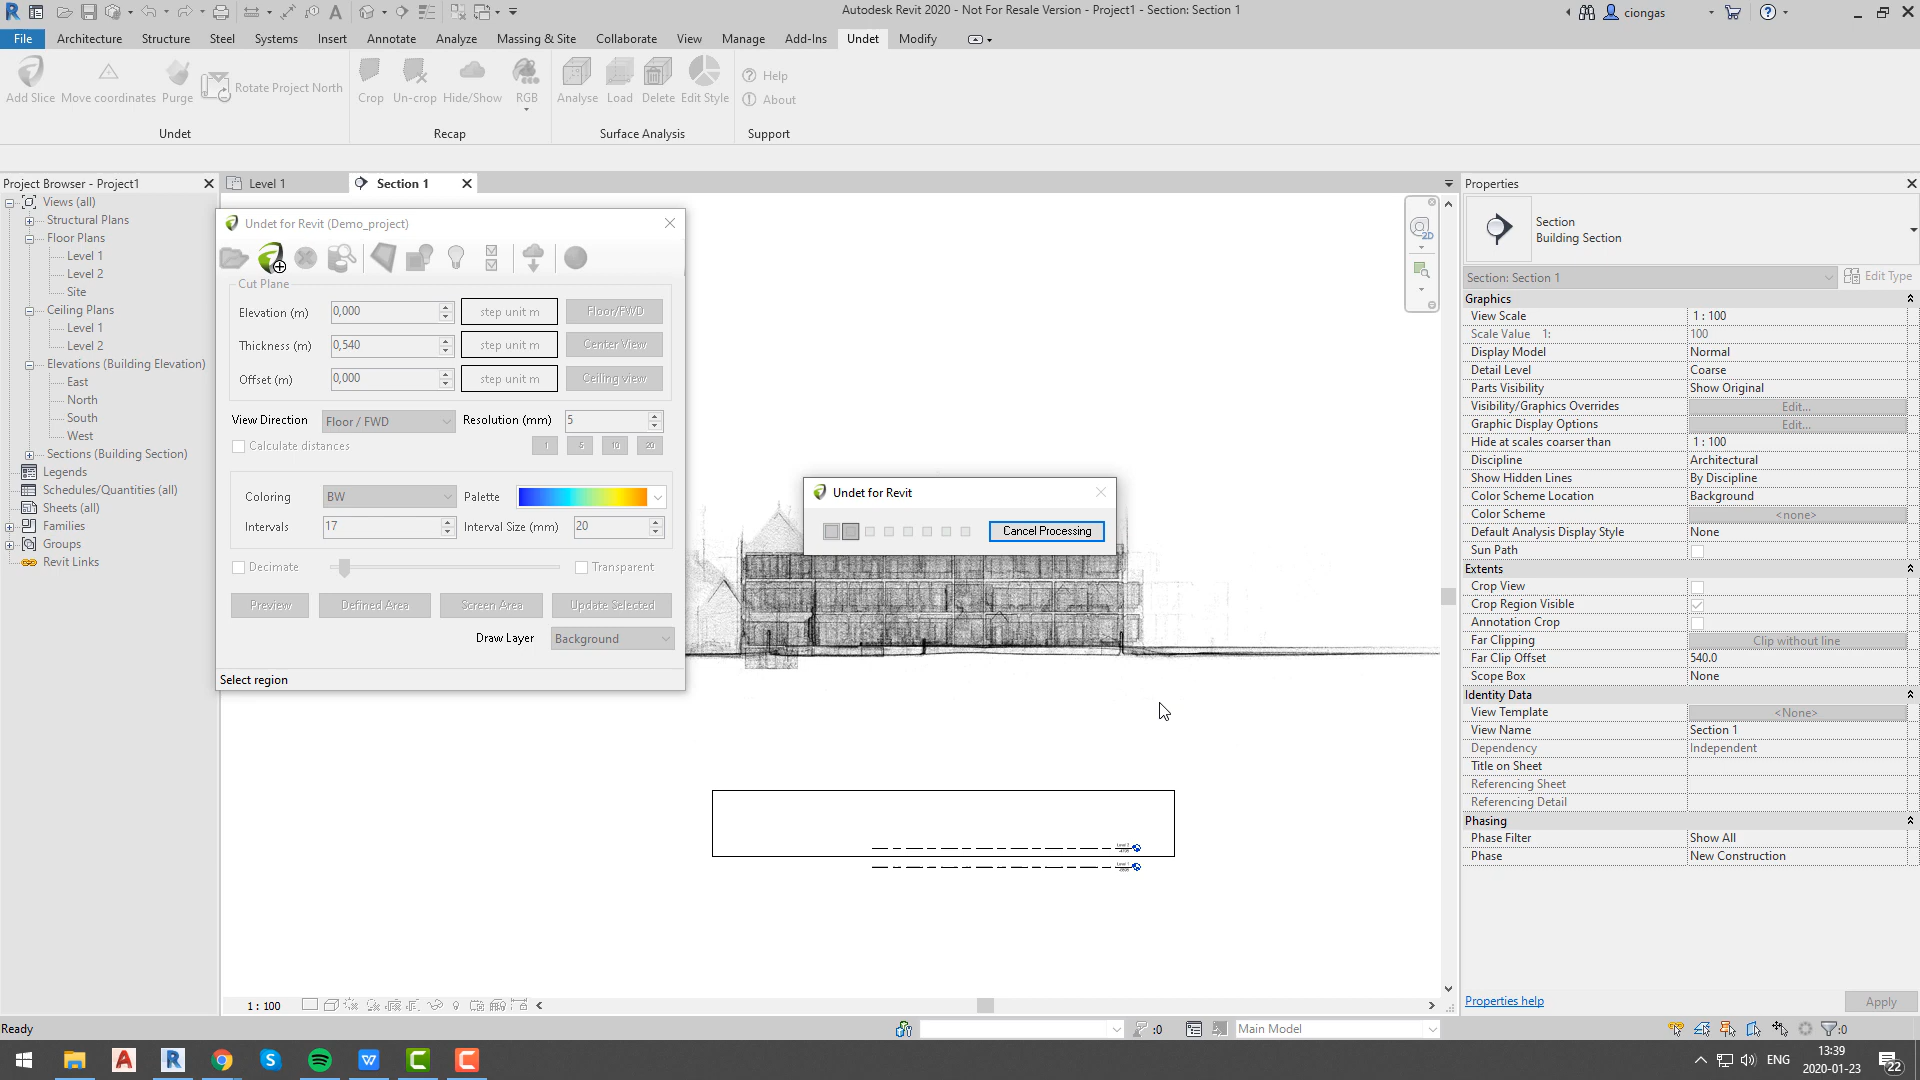 Autodesk Revit 2020 - Not For Resale Version - Project1 - Section: Section 1
ciongas
File
Architecture
Structure
Steel
Systems
Insert
Annotate
Analyze
Massing & Site
Collaborate
View
Manage
Add-Ins
Undet
Modify
Add Slice
Move coordinates
Purge
Rotate Project North
Crop
Un-crop
Hide/Show
RGB
Analyse
Load
Delete
Edit Style
Help
About
Undet
Recap
Surface Analysis
Support
Project Browser - Project1
Views (all)
Structural Plans
Floor Plans
Level 1
Level 2
Site
Ceiling Plans
Level 1
Level 2
Elevations (Building Elevation)
East
North
South
West
Sections (Building Section)
Legends
Schedules/Quantities (all)
Sheets (all)
Families
Groups
Revit Links
Level 1
Section 1
Undet for Revit (Demo_project)
Cut Plane
Elevation (m) 0,000 step unit m Floor/FWD
Thickness (m) 0,540 step unit m Center View
Offset (m) 0,000 step unit m Ceiling view
View Direction Floor / FWD Resolution (mm) 5
Calculate distances 1 5 10 20
Coloring BW Palette
Intervals 17 Interval Size (mm) 20
Decimate Transparent
Preview Defined Area Screen Area Update Selected
Draw Layer Background
Select region
Undet for Revit
Cancel Processing
2D
Level 2
Level 1
Properties
Section
Building Section
Section: Section 1 Edit Type
Graphics
View Scale 1 : 100
Scale Value 1: 100
Display Model Normal
Detail Level Coarse
Parts Visibility Show Original
Visibility/Graphics Overrides Edit...
Graphic Display Options Edit...
Hide at scales coarser than 1 : 100
Discipline Architectural
Show Hidden Lines By Discipline
Color Scheme Location Background
Color Scheme <none>
Default Analysis Display Style None
Sun Path
Extents
Crop View
Crop Region Visible
Annotation Crop
Far Clipping Clip without line
Far Clip Offset 540.0
Scope Box None
Identity Data
View Template <None>
View Name Section 1
Dependency Independent
Title on Sheet
Referencing Sheet
Referencing Detail
Phasing
Phase Filter Show All
Phase New Construction
Properties help
Apply
1 : 100
Ready
:0
Main Model
:0
ENG
13:39
2020-01-23
22